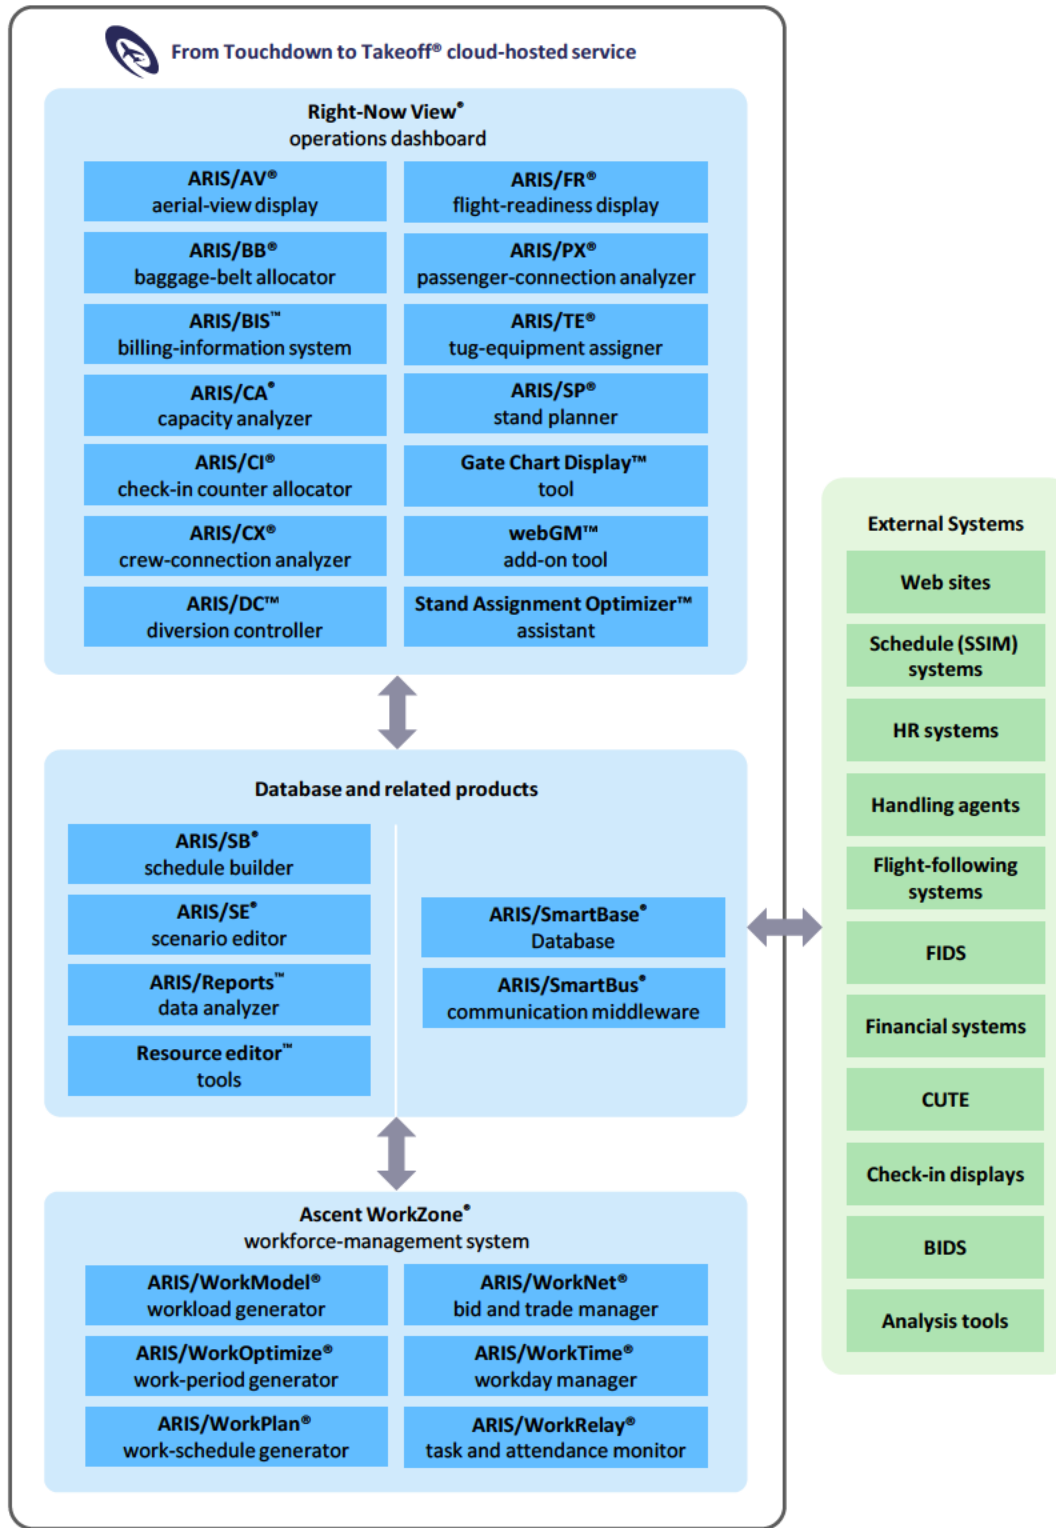 From Touchdown to Takeoff® cloud-hosted service
Right-Now View®
operations dashboard
ARIS/AV®
aerial-view display
ARIS/FR®
flight-readiness display
ARIS/BB®
baggage-belt allocator
ARIS/PX®
passenger-connection analyzer
ARIS/BIS™
billing-information system
ARIS/TE®
tug-equipment assigner
ARIS/CA®
capacity analyzer
ARIS/SP®
stand planner
ARIS/CI®
check-in counter allocator
Gate Chart Display™
tool
ARIS/CX®
crew-connection analyzer
webGM™
add-on tool
ARIS/DC™
diversion controller
Stand Assignment Optimizer™
assistant
Database and related products
ARIS/SB®
schedule builder
ARIS/SE®
scenario editor
ARIS/Reports™
data analyzer
Resource editor™
tools
ARIS/SmartBase®
Database
ARIS/SmartBus®
communication middleware
Ascent WorkZone®
workforce-management system
ARIS/WorkModel®
workload generator
ARIS/WorkNet®
bid and trade manager
ARIS/WorkOptimize®
work-period generator
ARIS/WorkTime®
workday manager
ARIS/WorkPlan®
work-schedule generator
ARIS/WorkRelay®
task and attendance monitor
External Systems
Web sites
Schedule (SSIM)
systems
HR systems
Handling agents
Flight-following
systems
FIDS
Financial systems
CUTE
Check-in displays
BIDS
Analysis tools